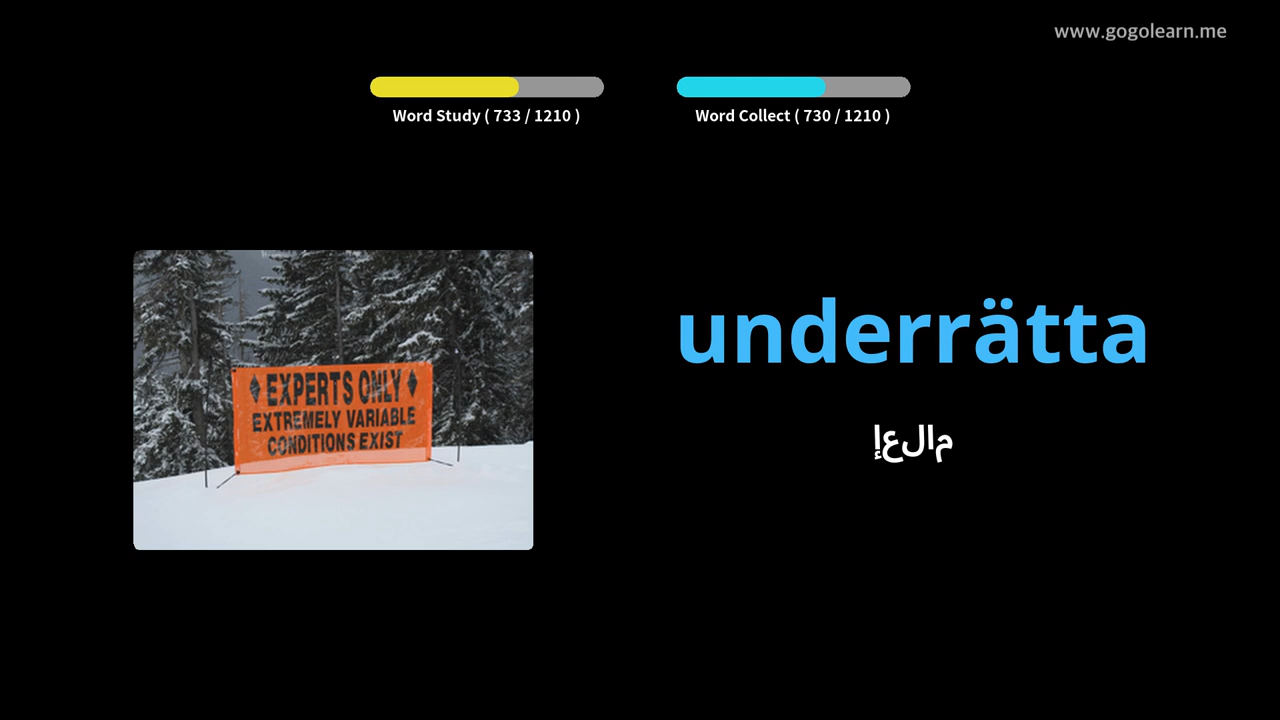 www.gogolearn.me
Word Study ( 733 / 1210 )
Word Collect ( 730 / 1210 )
EXPERTS ONLY
EXTREMELY VARIABLE
CONDITIONS EXIST
underrätta
إعلام